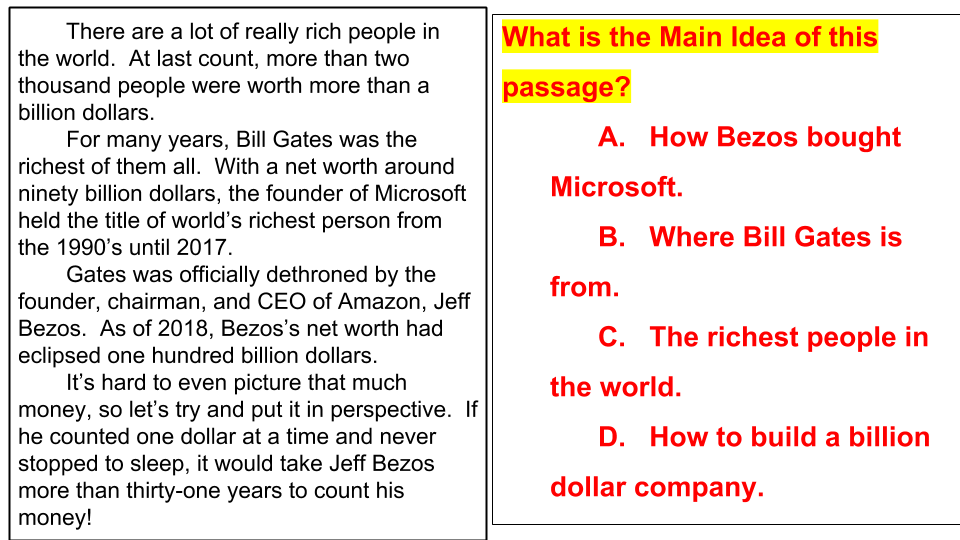 There are a lot of really rich people in
the world.  At last count, more than two
thousand people were worth more than a
billion dollars.
For many years, Bill Gates was the
richest of them all.  With a net worth around
ninety billion dollars, the founder of Microsoft
held the title of world’s richest person from
the 1990’s until 2017.
Gates was officially dethroned by the
founder, chairman, and CEO of Amazon, Jeff
Bezos.  As of 2018, Bezos’s net worth had
eclipsed one hundred billion dollars.
It’s hard to even picture that much
money, so let’s try and put it in perspective.  If
he counted one dollar at a time and never
stopped to sleep, it would take Jeff Bezos
more than thirty-one years to count his
money!
What is the Main Idea of this
passage?
A.   How Bezos bought
Microsoft.
B.   Where Bill Gates is
from.
C.   The richest people in
the world.
D.   How to build a billion
dollar company.